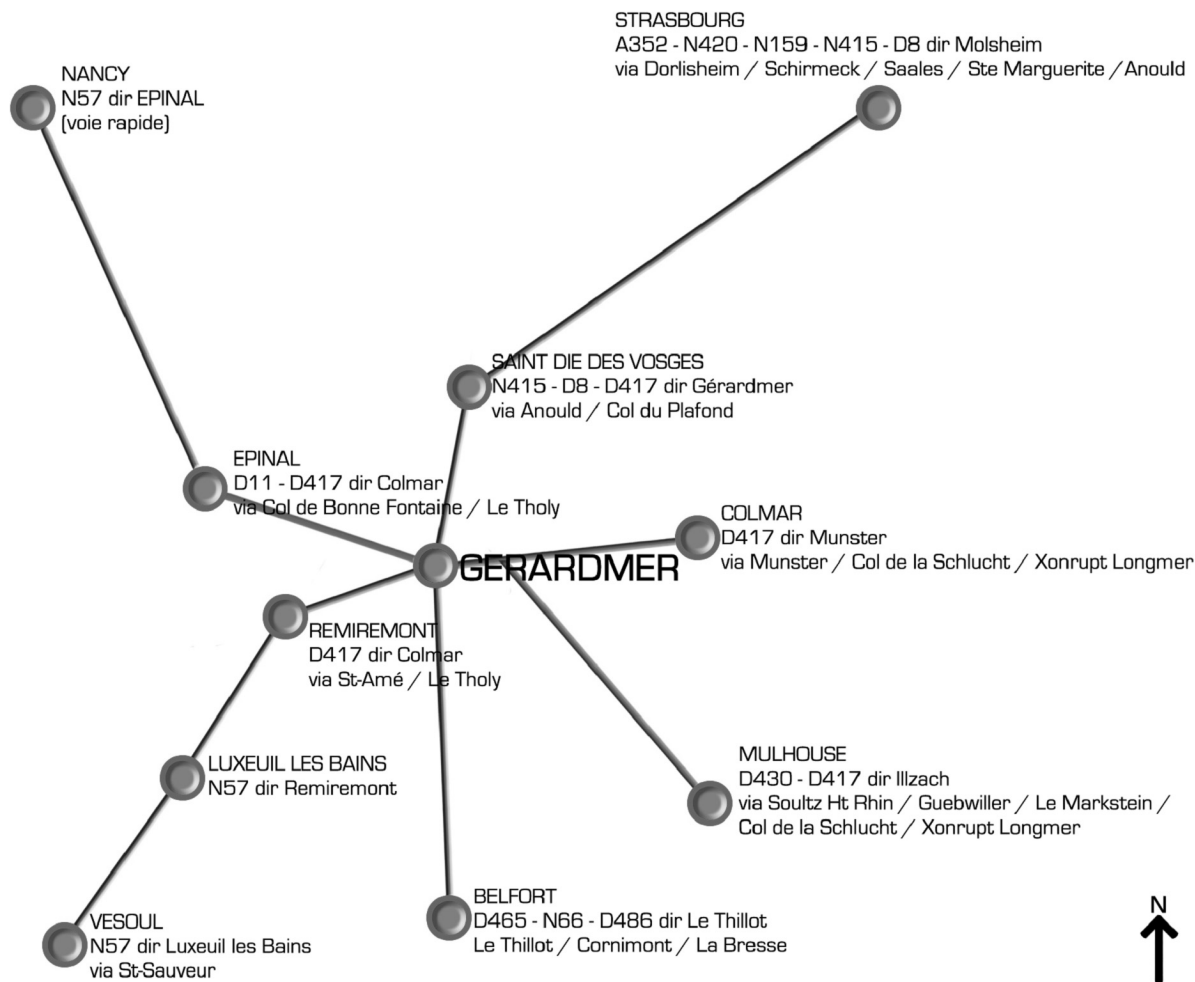 STRASBOURG
A352 - N420 - N159 - N415 - D8 dir Molsheim
via Dorlisheim / Schirmeck / Saales / Ste Marguerite /Anould
NANCY
N57 dir EPINAL
(voie rapide)
SAINT DIE DES VOSGES
N415 - D8 - D417 dir Gérardmer
via Anould / Col du Plafond
EPINAL
D11 - D417 dir Colmar
via Col de Bonne Fontaine / Le Tholy
COLMAR
D417 dir Munster
via Munster / Col de la Schlucht / Xonrupt Longmer
GERARDMER
REMIREMONT
D417 dir Colmar
via St-Amé / Le Tholy
LUXEUIL LES BAINS
N57 dir Remiremont
MULHOUSE
D430 - D417 dir Illzach
via Soultz Ht Rhin / Guebwiller / Le Markstein /
Col de la Schlucht / Xonrupt Longmer
BELFORT
D465 - N66 - D486 dir Le Thillot
Le Thillot / Cornimont / La Bresse
VESOUL
N57 dir Luxeuil les Bains
via St-Sauveur
N